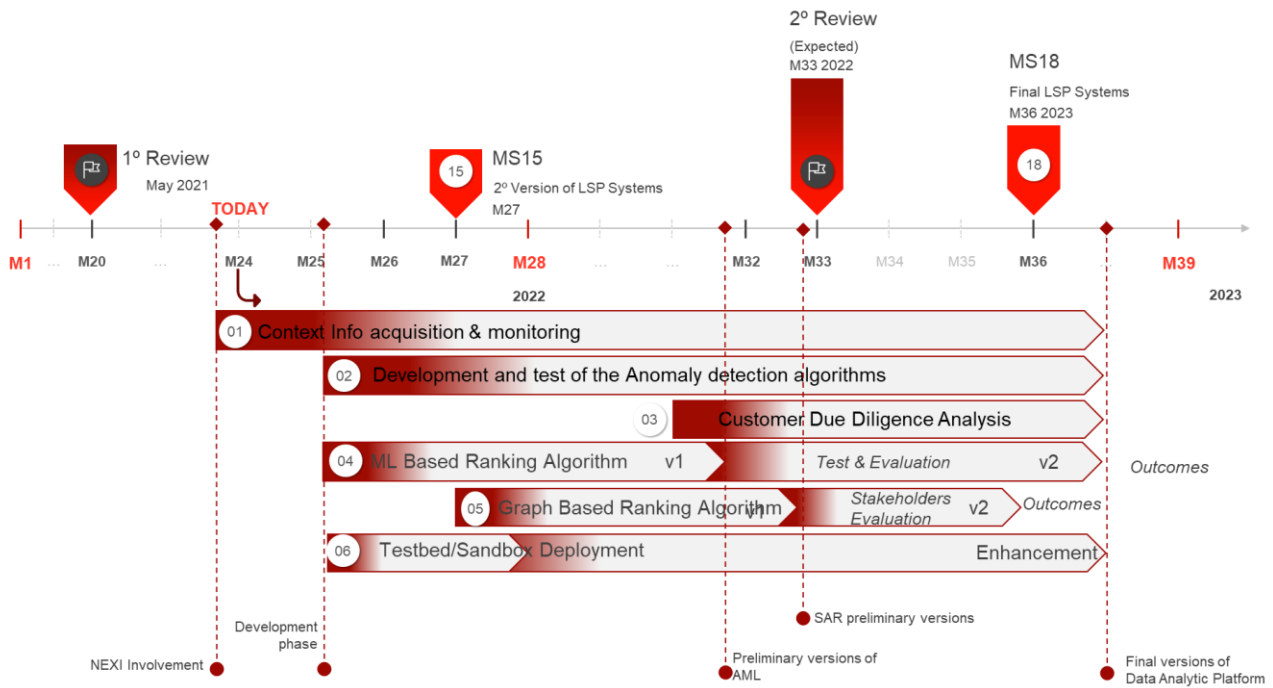 2º Review
(Expected)
M33 2022
MS18
Final LSP Systems
M36 2023
1º Review
May 2021
15
MS15
2º Version of LSP Systems
M27
18
TODAY
M1
...
M20
...
M24
M25
M26
M27
M28
...
...
M32
M33
M34
M35
M36
...
M39
2022
2023
01
Context Info acquisition & monitoring
02
Development and test of the Anomaly detection algorithms
03
Customer Due Diligence Analysis
04
ML Based Ranking Algorithm
v1
Test & Evaluation
v2
Outcomes
05
Graph Based Ranking Algorithm
v1
Stakeholders
Evaluation
v2
Outcomes
06
Testbed/Sandbox Deployment
Enhancement
SAR preliminary versions
Development
phase
NEXI Involvement
Preliminary versions of
AML
Final versions of
Data Analytic Platform